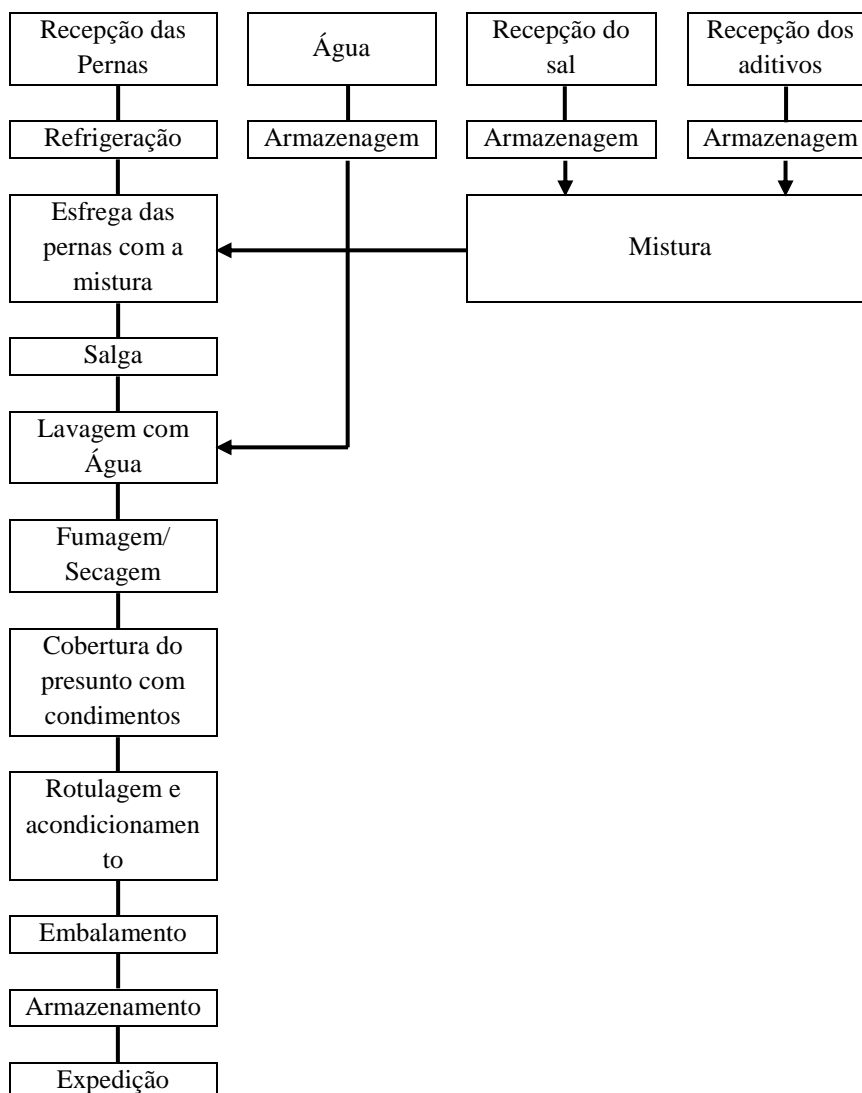 Recepção das
Pernas
Água
Recepção do
sal
Recepção dos
aditivos
Refrigeração
Armazenagem
Armazenagem
Armazenagem
Esfrega das
pernas com a
mistura
Mistura
Salga
Lavagem com
Água
Fumagem/
Secagem
Cobertura do
presunto com
condimentos
Rotulagem e
acondicionamen
to
Embalamento
Armazenamento
Expedição